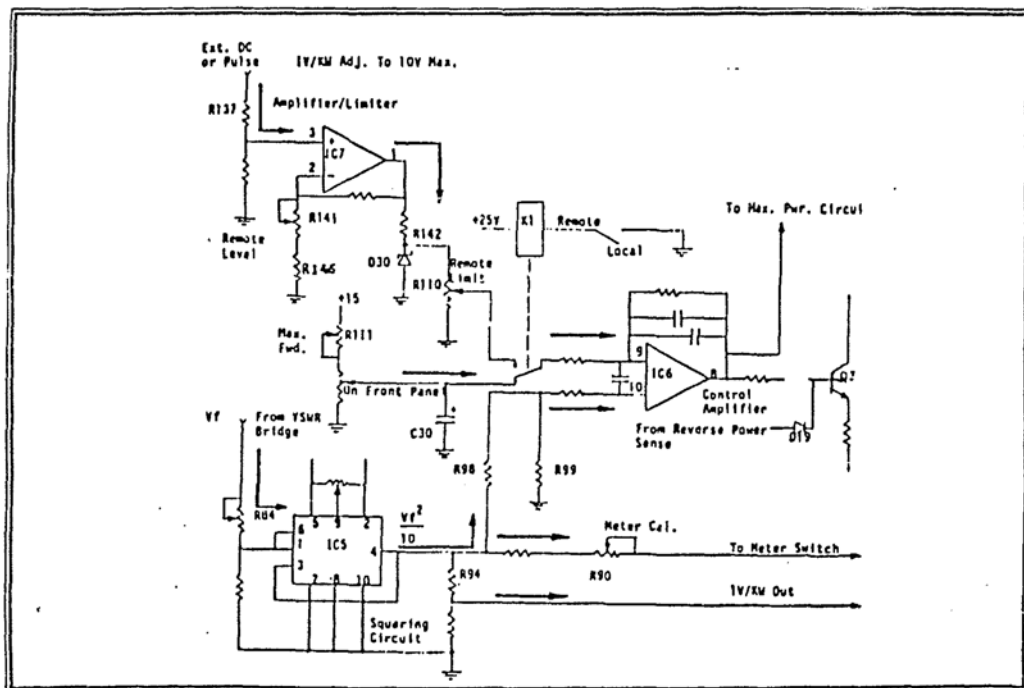 Ext. DC
or Pulse
1V/KW Adj. To 10V Max.
R137
Amplifier/Limiter
3
+
IC7
1
2
−
R141
R142
Remote
Level
R146
D30
Remote
Limit
R110
+25V
K1
Remote
Local
To Max. Pwr. Circui
+15
Max.
Fwd.
R111
On Front Panel
C30
+
9
IC6
10
8
Control
Amplifier
From Reverse Power
Sense
D19
Vf
From VSWR
Bridge
R84
R98
R99
5 9 2
6
1
3
IC5
4
7 8 10
Vf²
10
Squaring
Circuit
R94
Meter Cal.
R90
To Meter Switch
1V/KW Out